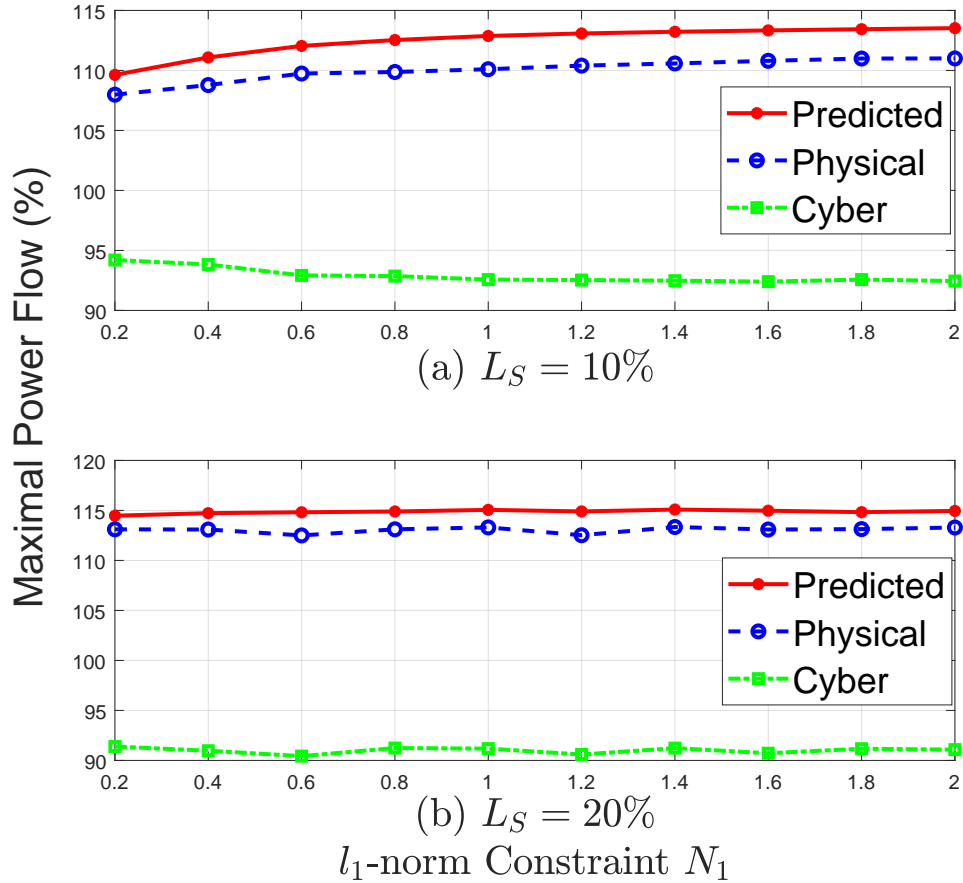 Maximal Power Flow (%)
115
110
105
100
95
90
0.2 0.4 0.6 0.8 1 1.2 1.4 1.6 1.8 2
Predicted
Physical
Cyber
(a) $L_S = 10\%$
120
115
110
105
100
95
90
0.2 0.4 0.6 0.8 1 1.2 1.4 1.6 1.8 2
Predicted
Physical
Cyber
(b) $L_S = 20\%$
$l_1$-norm Constraint $N_1$